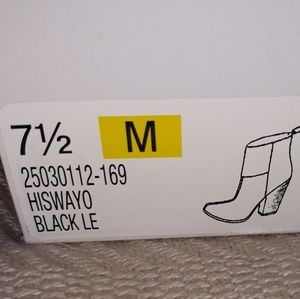 7½ M
25030112-169
HISWAYO
BLACK LE